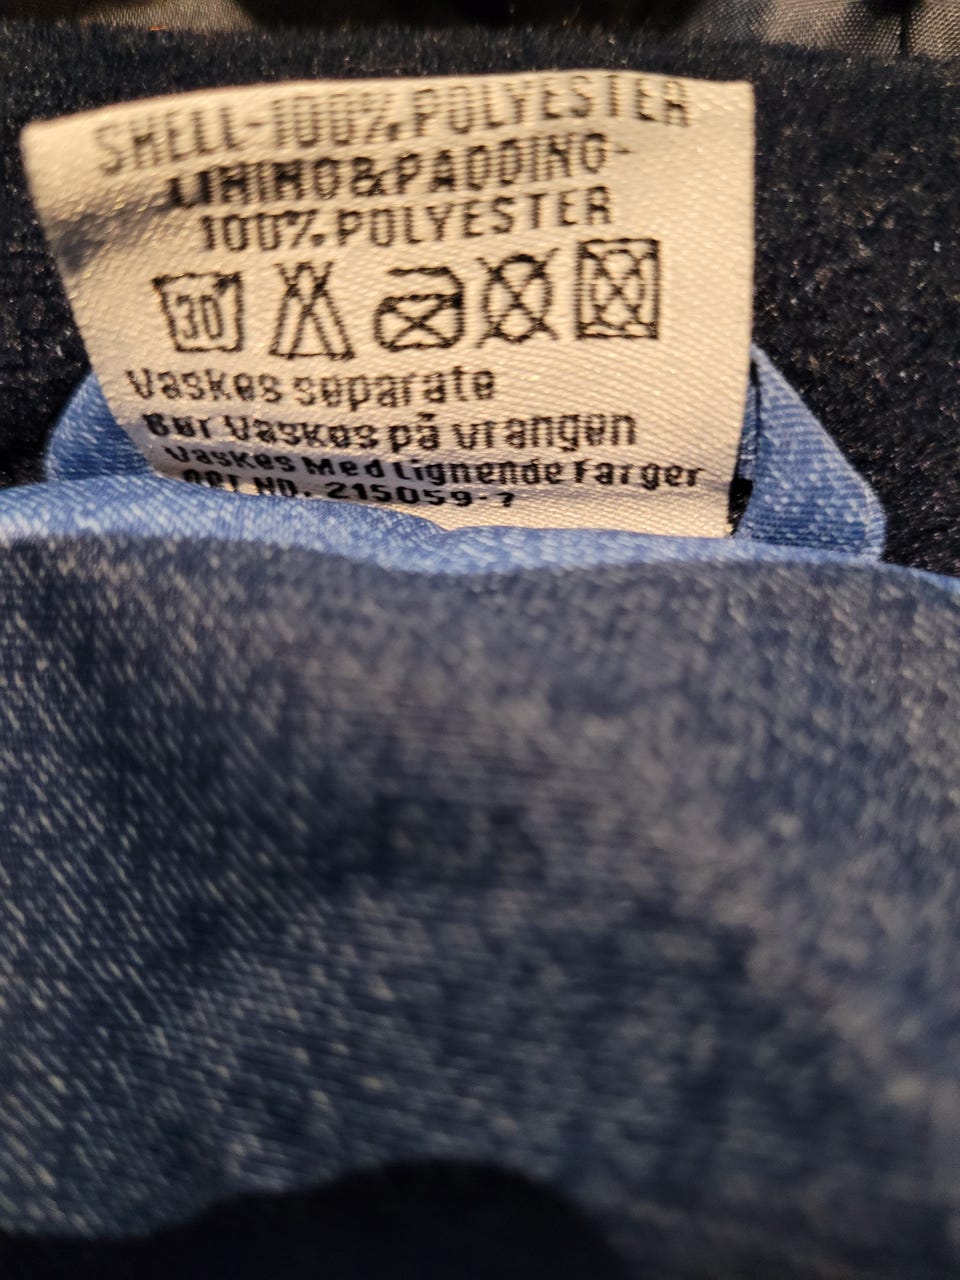 SHELL-100% POLYESTER
LINING&PADDING-
100% POLYESTER
30
Vaskes separate
Bør Vaskes på vrangen
Vaskes Med Lignende Farger
ART NO. 215059-7